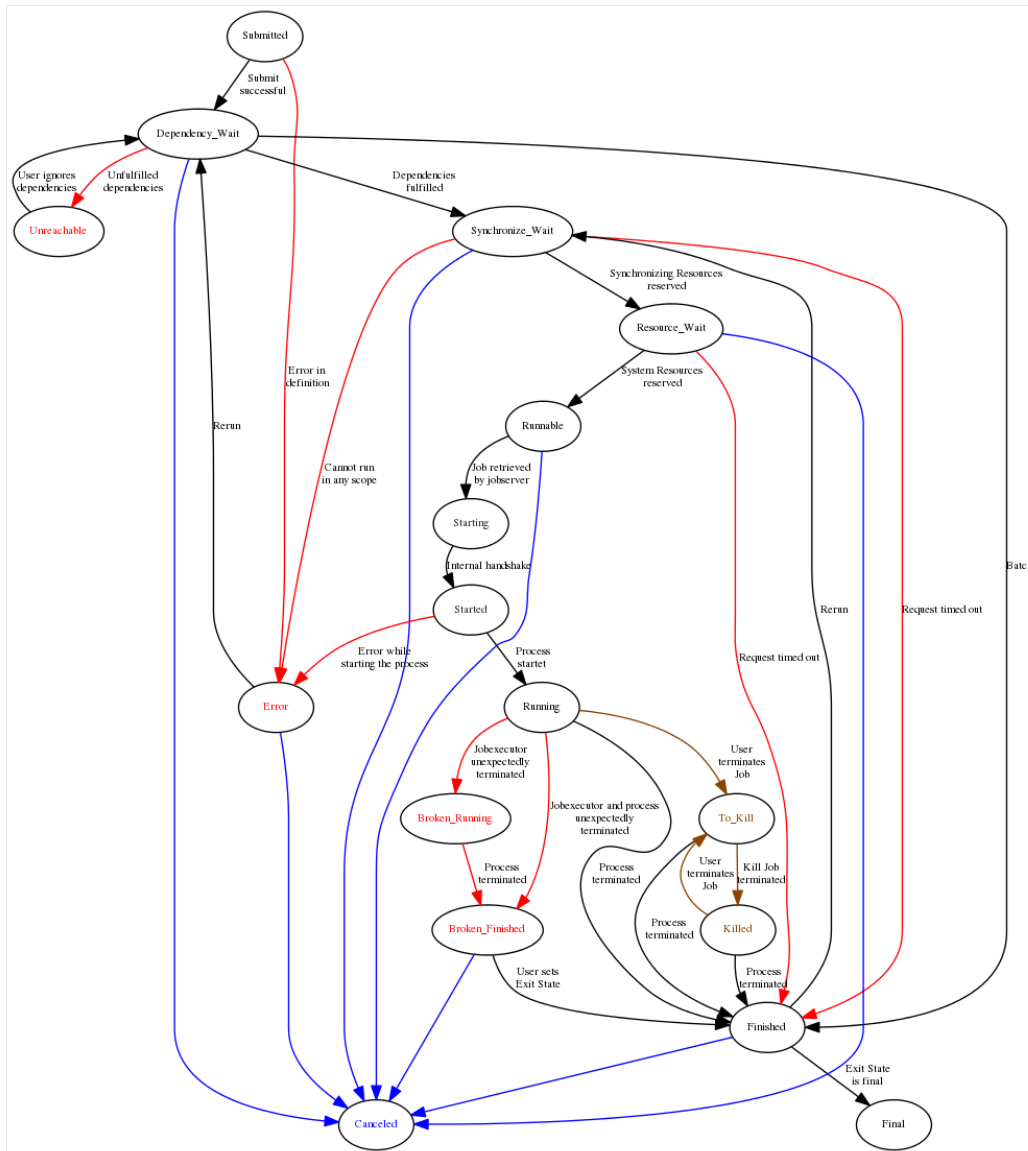 Submitted
Submit
successful
Dependency_Wait
User ignores
dependencies
Unfulfilled
dependencies
Dependencies
fulfilled
Unreachable
Synchronize_Wait
Synchronizing Resources
reserved
Resource_Wait
Error in
definition
System Resources
reserved
Rerun
Runnable
Cannot run
in any scope
Job retrieved
by jobserver
Starting
Internal handshake
Batc
Started
Rerun
Request timed out
Error while
starting the process
Process
startet
Request timed out
Error
Running
Jobexecutor
unexpectedly
terminated
User
terminates
Job
Broken_Running
Jobexecutor and process
unexpectedly
terminated
To_Kill
Process
terminated
Process
terminated
User
terminates
Job
Kill Job
terminated
Broken_Finished
Process
terminated
Killed
User sets
Exit State
Process
terminated
Finished
Exit State
is final
Canceled
Final